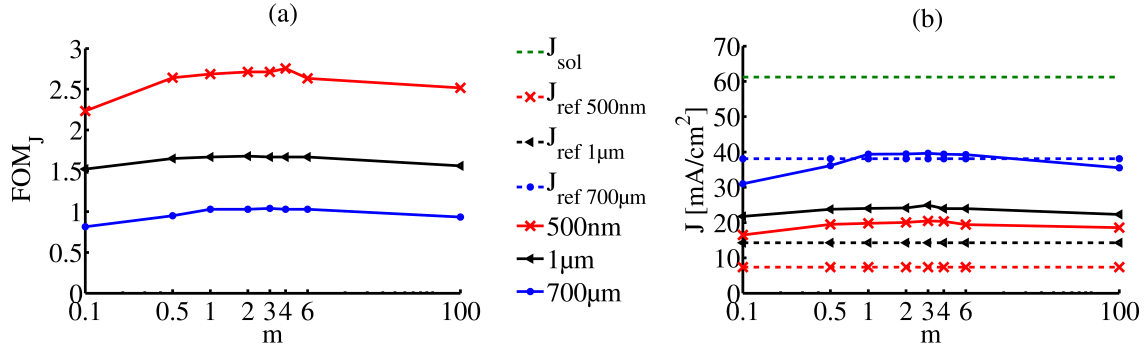 (a)
3
2.5
2
1.5
1
0.5
0
FOM_J
0.1 0.5 1 2 3 4 6 100
m
J_sol
J_ref 500nm
J_ref 1μm
J_ref 700μm
500nm
1μm
700μm
(b)
70
60
50
40
30
20
10
0
J [mA/cm²]
0.1 0.5 1 2 3 4 6 100
m